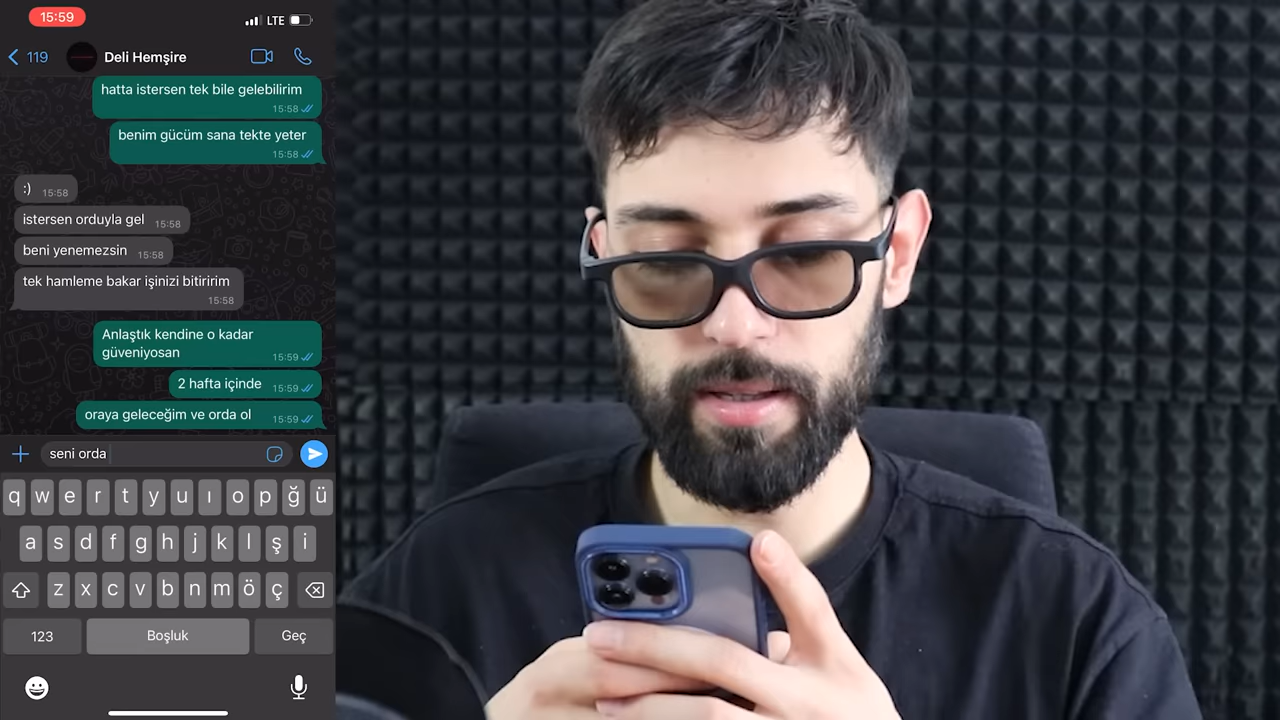 15:59
LTE
119
Deli Hemşire
hatta istersen tek bile gelebilirim
15:58
benim gücüm sana tekte yeter
15:58
:)
15:58
istersen orduyla gel
15:58
beni yenemezsin
15:58
tek hamleme bakar işinizi bitiririm
15:58
Anlaştık kendine o kadar
güveniyosan
15:59
2 hafta içinde
15:59
oraya geleceğim ve orda ol
15:59
seni orda
q w e r t y u ı o p ğ ü
a s d f g h j k l ş i
z x c v b n m ö ç
123
Boşluk
Geç